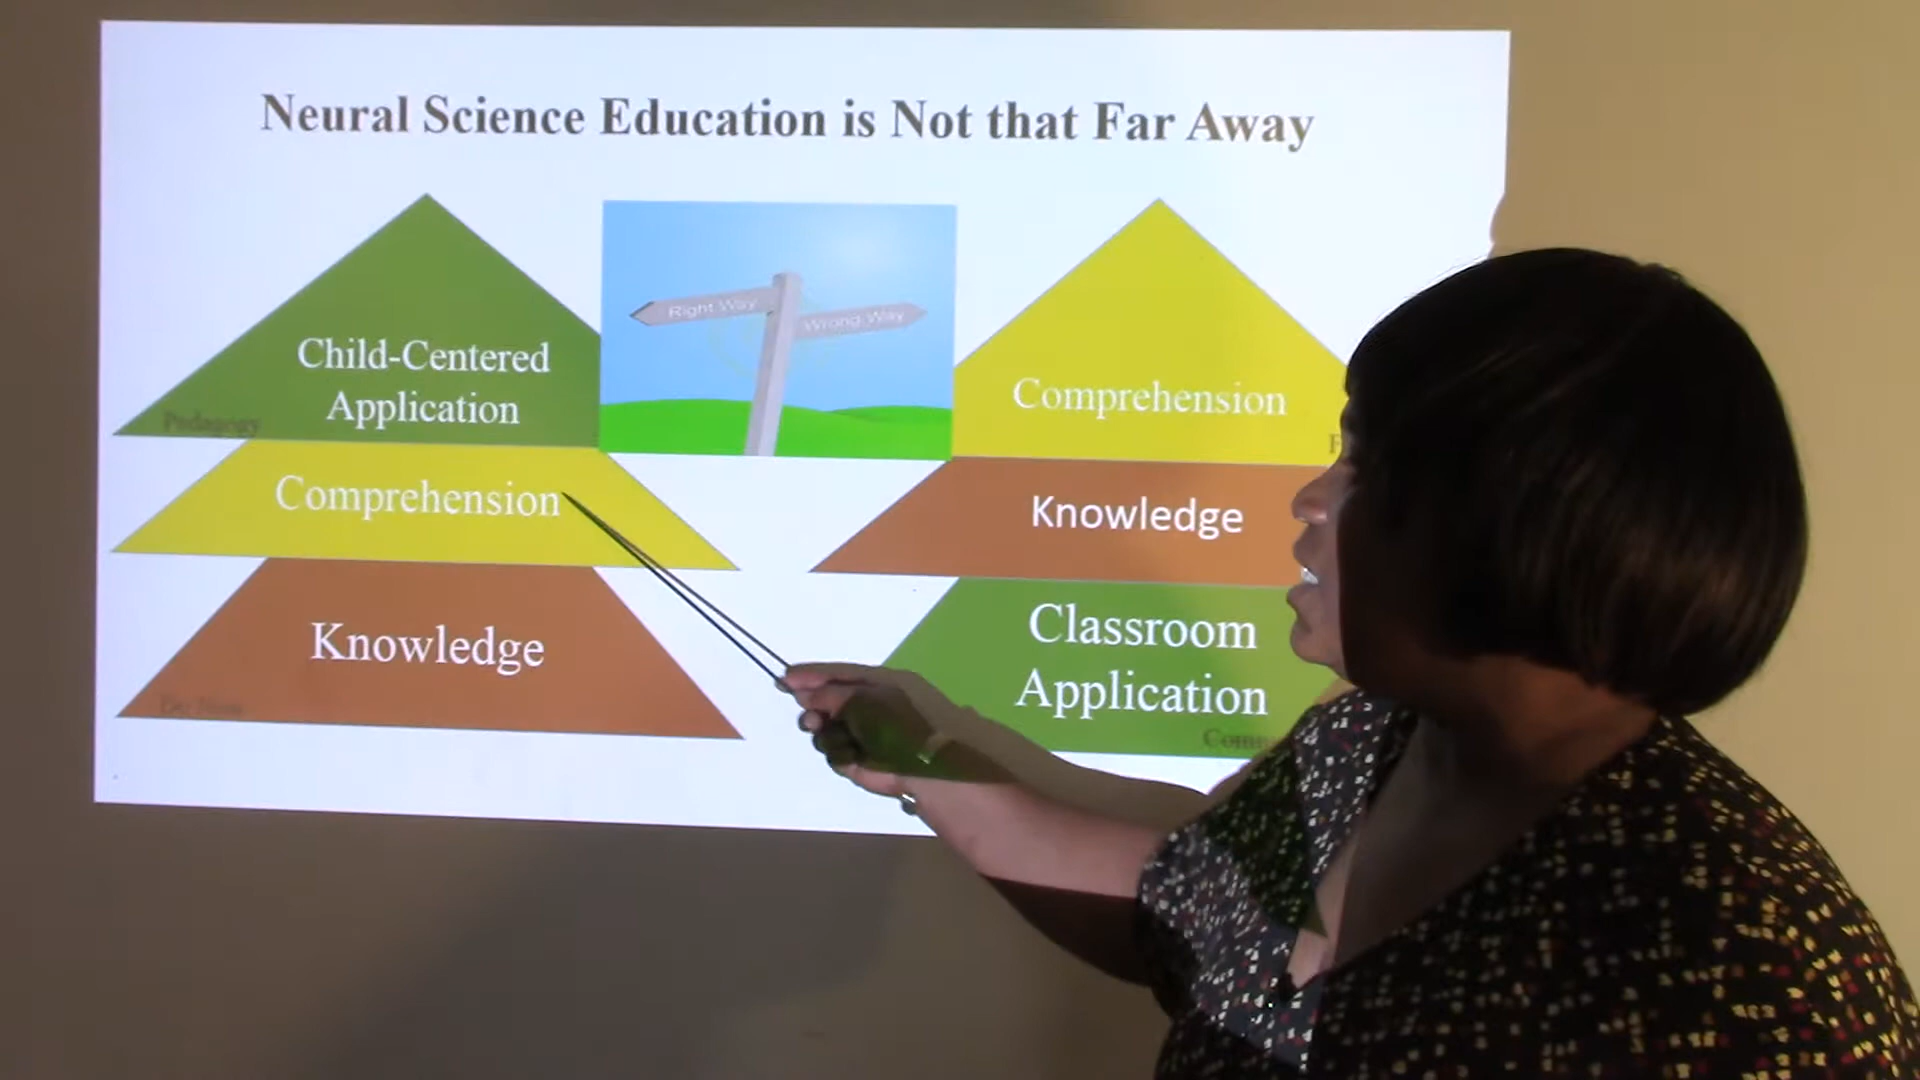 Neural Science Education is Not that Far Away
Right Way
Wrong Way
Child-Centered
Application
Pedagogy
Comprehension
Knowledge
Comprehension
Knowledge
Classroom
Application